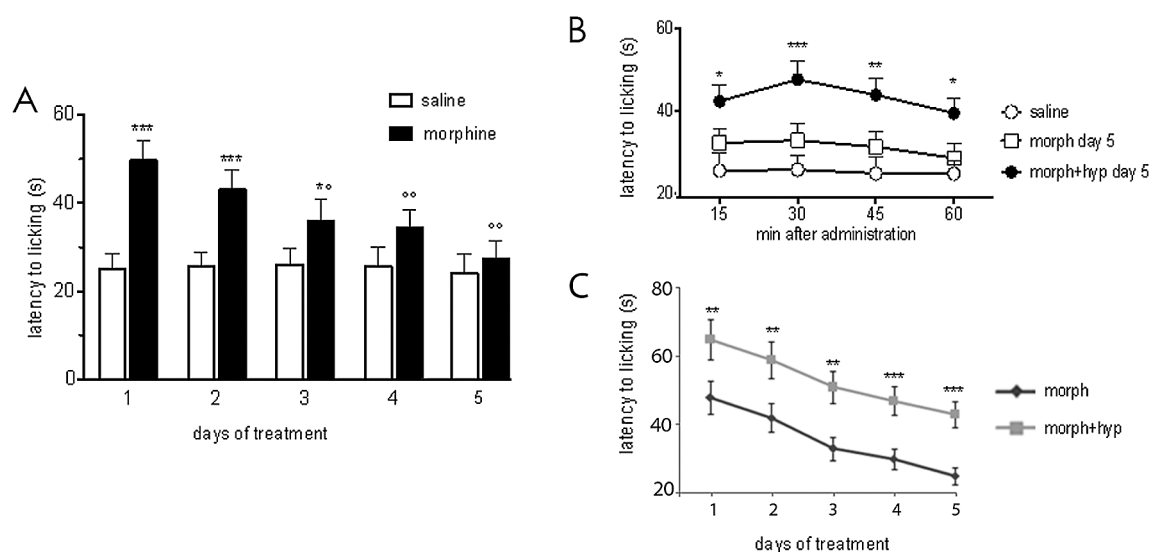 A
latency to licking (s)
60
40
20
0
saline
morphine
***
***
*°
°°
°°
1 2 3 4 5
days of treatment
B
latency to licking (s)
60
40
20
*
***
**
*
15 30 45 60
min after administration
saline
morph day 5
morph+hyp day 5
C
latency to licking (s)
80
60
40
20
**
**
**
***
***
1 2 3 4 5
days of treatment
morph
morph+hyp